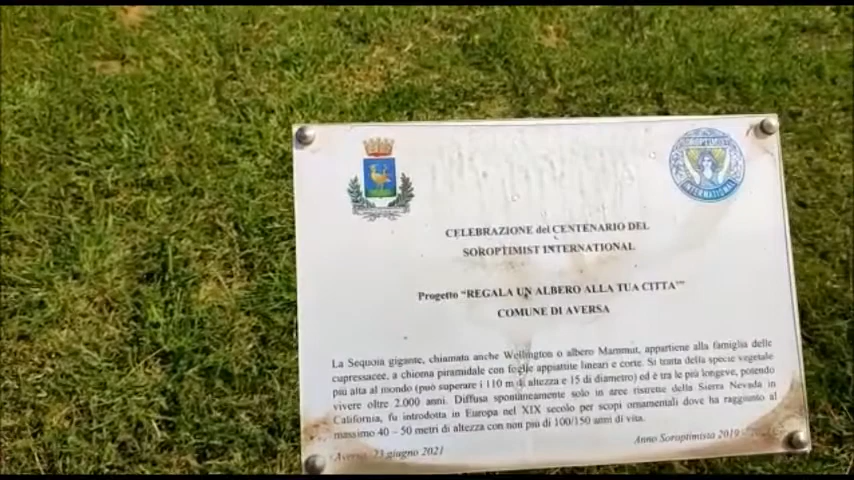 SOROPTIMIST
INTERNATIONAL
CELEBRAZIONE del CENTENARIO DEL
SOROPTIMIST INTERNATIONAL
Progetto "REGALA UN ALBERO ALLA TUA CITTA'"
COMUNE DI AVERSA
La Sequoia gigante, chiamata anche Wellington o albero Mammut, appartiene alla famiglia delle
cupressacee, a chioma piramidale con foglie appiattite lineari e corte. Si tratta della specie vegetale
più alta al mondo (può superare i 110 m di altezza e 15 di diametro) ed è tra le più longeve, potendo
vivere oltre 2.000 anni. Diffusa spontaneamente solo in aree ristrette della Sierra Nevada in
California, fu introdotta in Europa nel XIX secolo per scopi ornamentali dove ha raggiunto al
massimo 40 – 50 metri di altezza con non più di 100/150 anni di vita.
Aversa, 23 giugno 2021
Anno Soroptimista 2019